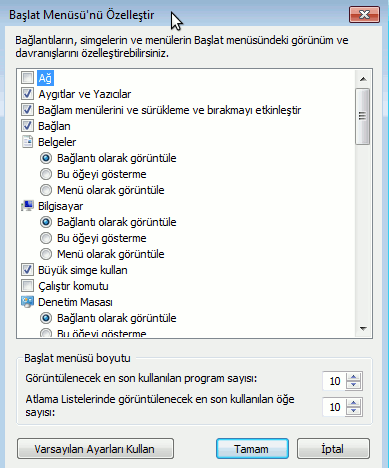 Başlat Menüsü'nü Özelleştir
Bağlantıların, simgelerin ve menülerin Başlat menüsündeki görünüm ve
davranışlarını özelleştirebilirsiniz.
Ağ
Aygıtlar ve Yazıcılar
Bağlam menülerini ve sürükleme ve bırakmayı etkinleştir
Bağlan
Belgeler
Bağlantı olarak görüntüle
Bu öğeyi gösterme
Menü olarak görüntüle
Bilgisayar
Bağlantı olarak görüntüle
Bu öğeyi gösterme
Menü olarak görüntüle
Büyük simge kullan
Çalıştır komutu
Denetim Masası
Bağlantı olarak görüntüle
Bu öğeyi gösterme
Başlat menüsü boyutu
Görüntülenecek en son kullanılan program sayısı: 10
Atlama Listelerinde görüntülenecek en son kullanılan öğe
sayısı: 10
Varsayılan Ayarları Kullan Tamam İptal